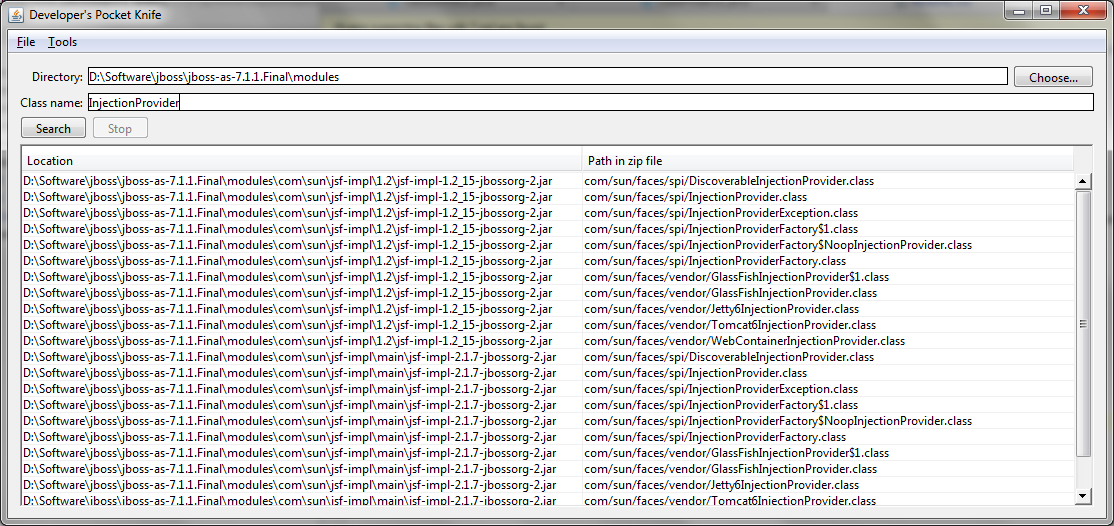 Developer's Pocket Knife
File Tools
Directory: D:\Software\jboss\jboss-as-7.1.1.Final\modules Choose...
Class name: InjectionProvider
Search Stop
Location Path in zip file
D:\Software\jboss\jboss-as-7.1.1.Final\modules\com\sun\jsf-impl\1.2\jsf-impl-1.2_15-jbossorg-2.jar com/sun/faces/spi/DiscoverableInjectionProvider.class
D:\Software\jboss\jboss-as-7.1.1.Final\modules\com\sun\jsf-impl\1.2\jsf-impl-1.2_15-jbossorg-2.jar com/sun/faces/spi/InjectionProvider.class
D:\Software\jboss\jboss-as-7.1.1.Final\modules\com\sun\jsf-impl\1.2\jsf-impl-1.2_15-jbossorg-2.jar com/sun/faces/spi/InjectionProviderException.class
D:\Software\jboss\jboss-as-7.1.1.Final\modules\com\sun\jsf-impl\1.2\jsf-impl-1.2_15-jbossorg-2.jar com/sun/faces/spi/InjectionProviderFactory$1.class
D:\Software\jboss\jboss-as-7.1.1.Final\modules\com\sun\jsf-impl\1.2\jsf-impl-1.2_15-jbossorg-2.jar com/sun/faces/spi/InjectionProviderFactory$NoopInjectionProvider.class
D:\Software\jboss\jboss-as-7.1.1.Final\modules\com\sun\jsf-impl\1.2\jsf-impl-1.2_15-jbossorg-2.jar com/sun/faces/spi/InjectionProviderFactory.class
D:\Software\jboss\jboss-as-7.1.1.Final\modules\com\sun\jsf-impl\1.2\jsf-impl-1.2_15-jbossorg-2.jar com/sun/faces/vendor/GlassFishInjectionProvider$1.class
D:\Software\jboss\jboss-as-7.1.1.Final\modules\com\sun\jsf-impl\1.2\jsf-impl-1.2_15-jbossorg-2.jar com/sun/faces/vendor/GlassFishInjectionProvider.class
D:\Software\jboss\jboss-as-7.1.1.Final\modules\com\sun\jsf-impl\1.2\jsf-impl-1.2_15-jbossorg-2.jar com/sun/faces/vendor/Jetty6InjectionProvider.class
D:\Software\jboss\jboss-as-7.1.1.Final\modules\com\sun\jsf-impl\1.2\jsf-impl-1.2_15-jbossorg-2.jar com/sun/faces/vendor/Tomcat6InjectionProvider.class
D:\Software\jboss\jboss-as-7.1.1.Final\modules\com\sun\jsf-impl\1.2\jsf-impl-1.2_15-jbossorg-2.jar com/sun/faces/vendor/WebContainerInjectionProvider.class
D:\Software\jboss\jboss-as-7.1.1.Final\modules\com\sun\jsf-impl\main\jsf-impl-2.1.7-jbossorg-2.jar com/sun/faces/spi/DiscoverableInjectionProvider.class
D:\Software\jboss\jboss-as-7.1.1.Final\modules\com\sun\jsf-impl\main\jsf-impl-2.1.7-jbossorg-2.jar com/sun/faces/spi/InjectionProvider.class
D:\Software\jboss\jboss-as-7.1.1.Final\modules\com\sun\jsf-impl\main\jsf-impl-2.1.7-jbossorg-2.jar com/sun/faces/spi/InjectionProviderException.class
D:\Software\jboss\jboss-as-7.1.1.Final\modules\com\sun\jsf-impl\main\jsf-impl-2.1.7-jbossorg-2.jar com/sun/faces/spi/InjectionProviderFactory$1.class
D:\Software\jboss\jboss-as-7.1.1.Final\modules\com\sun\jsf-impl\main\jsf-impl-2.1.7-jbossorg-2.jar com/sun/faces/spi/InjectionProviderFactory$NoopInjectionProvider.class
D:\Software\jboss\jboss-as-7.1.1.Final\modules\com\sun\jsf-impl\main\jsf-impl-2.1.7-jbossorg-2.jar com/sun/faces/spi/InjectionProviderFactory.class
D:\Software\jboss\jboss-as-7.1.1.Final\modules\com\sun\jsf-impl\main\jsf-impl-2.1.7-jbossorg-2.jar com/sun/faces/vendor/GlassFishInjectionProvider$1.class
D:\Software\jboss\jboss-as-7.1.1.Final\modules\com\sun\jsf-impl\main\jsf-impl-2.1.7-jbossorg-2.jar com/sun/faces/vendor/GlassFishInjectionProvider.class
D:\Software\jboss\jboss-as-7.1.1.Final\modules\com\sun\jsf-impl\main\jsf-impl-2.1.7-jbossorg-2.jar com/sun/faces/vendor/Jetty6InjectionProvider.class
D:\Software\jboss\jboss-as-7.1.1.Final\modules\com\sun\jsf-impl\main\jsf-impl-2.1.7-jbossorg-2.jar com/sun/faces/vendor/Tomcat6InjectionProvider.class